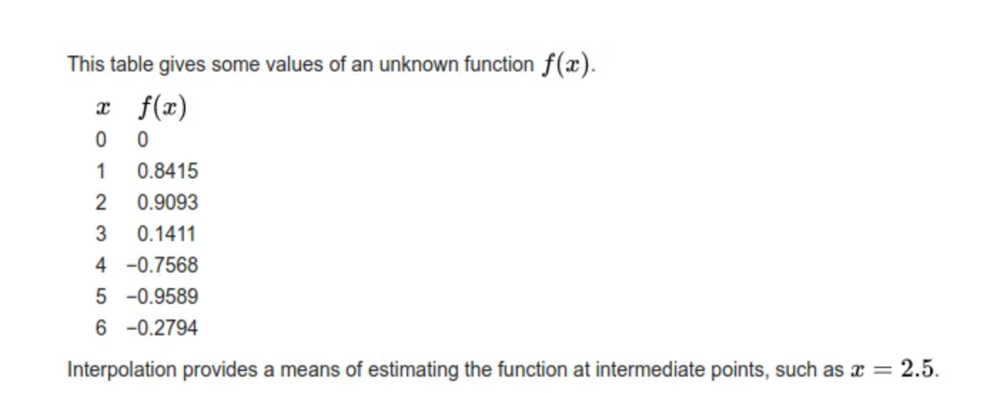 This table gives some values of an unknown function f(x).
x f(x)
0 0
1 0.8415
2 0.9093
3 0.1411
4 −0.7568
5 −0.9589
6 −0.2794
Interpolation provides a means of estimating the function at intermediate points, such as x = 2.5.